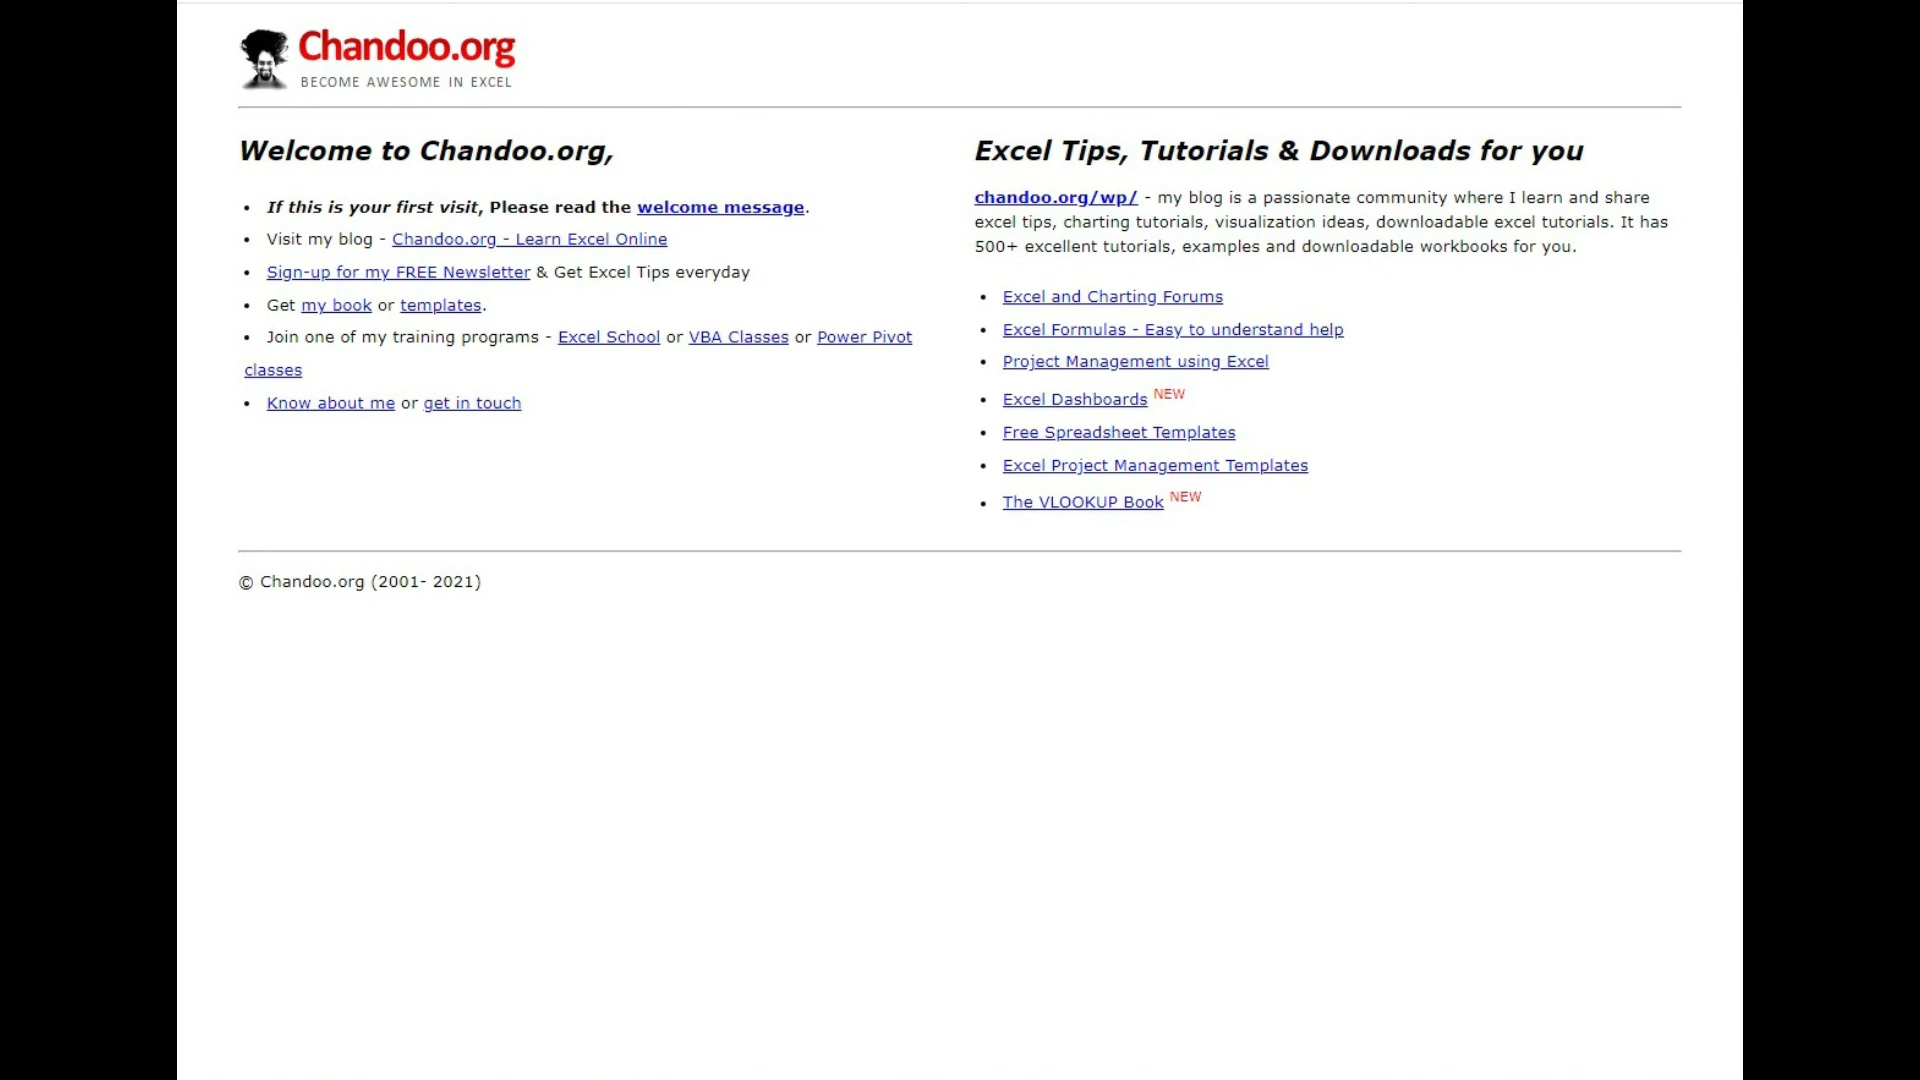 Chandoo.org
BECOME AWESOME IN EXCEL
Welcome to Chandoo.org,
If this is your first visit, Please read the welcome message.
Visit my blog - Chandoo.org - Learn Excel Online
Sign-up for my FREE Newsletter & Get Excel Tips everyday
Get my book or templates.
Join one of my training programs - Excel School or VBA Classes or Power Pivot
classes
Know about me or get in touch
Excel Tips, Tutorials & Downloads for you
chandoo.org/wp/ - my blog is a passionate community where I learn and share
excel tips, charting tutorials, visualization ideas, downloadable excel tutorials. It has
500+ excellent tutorials, examples and downloadable workbooks for you.
Excel and Charting Forums
Excel Formulas - Easy to understand help
Project Management using Excel
Excel Dashboards NEW
Free Spreadsheet Templates
Excel Project Management Templates
The VLOOKUP Book NEW
© Chandoo.org (2001- 2021)